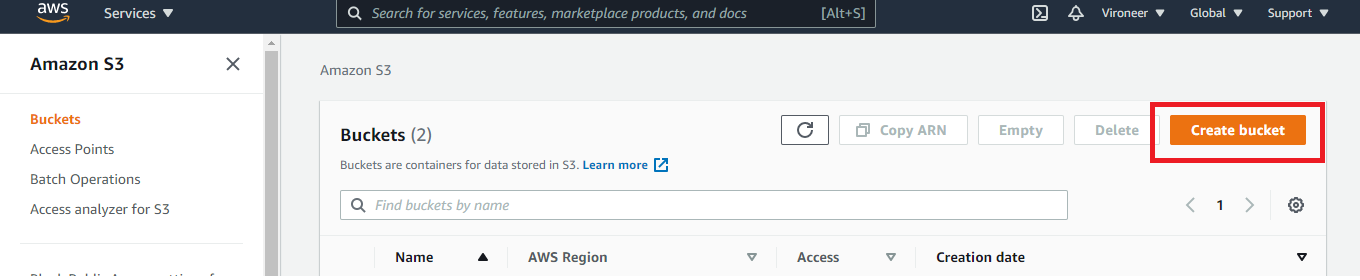 aws Services Search for services, features, marketplace products, and docs [Alt+S] Vironeer Global Support
Amazon S3
Buckets
Access Points
Batch Operations
Access analyzer for S3
Amazon S3
Buckets (2) Copy ARN Empty Delete Create bucket
Buckets are containers for data stored in S3. Learn more
Find buckets by name 1
Name AWS Region Access Creation date